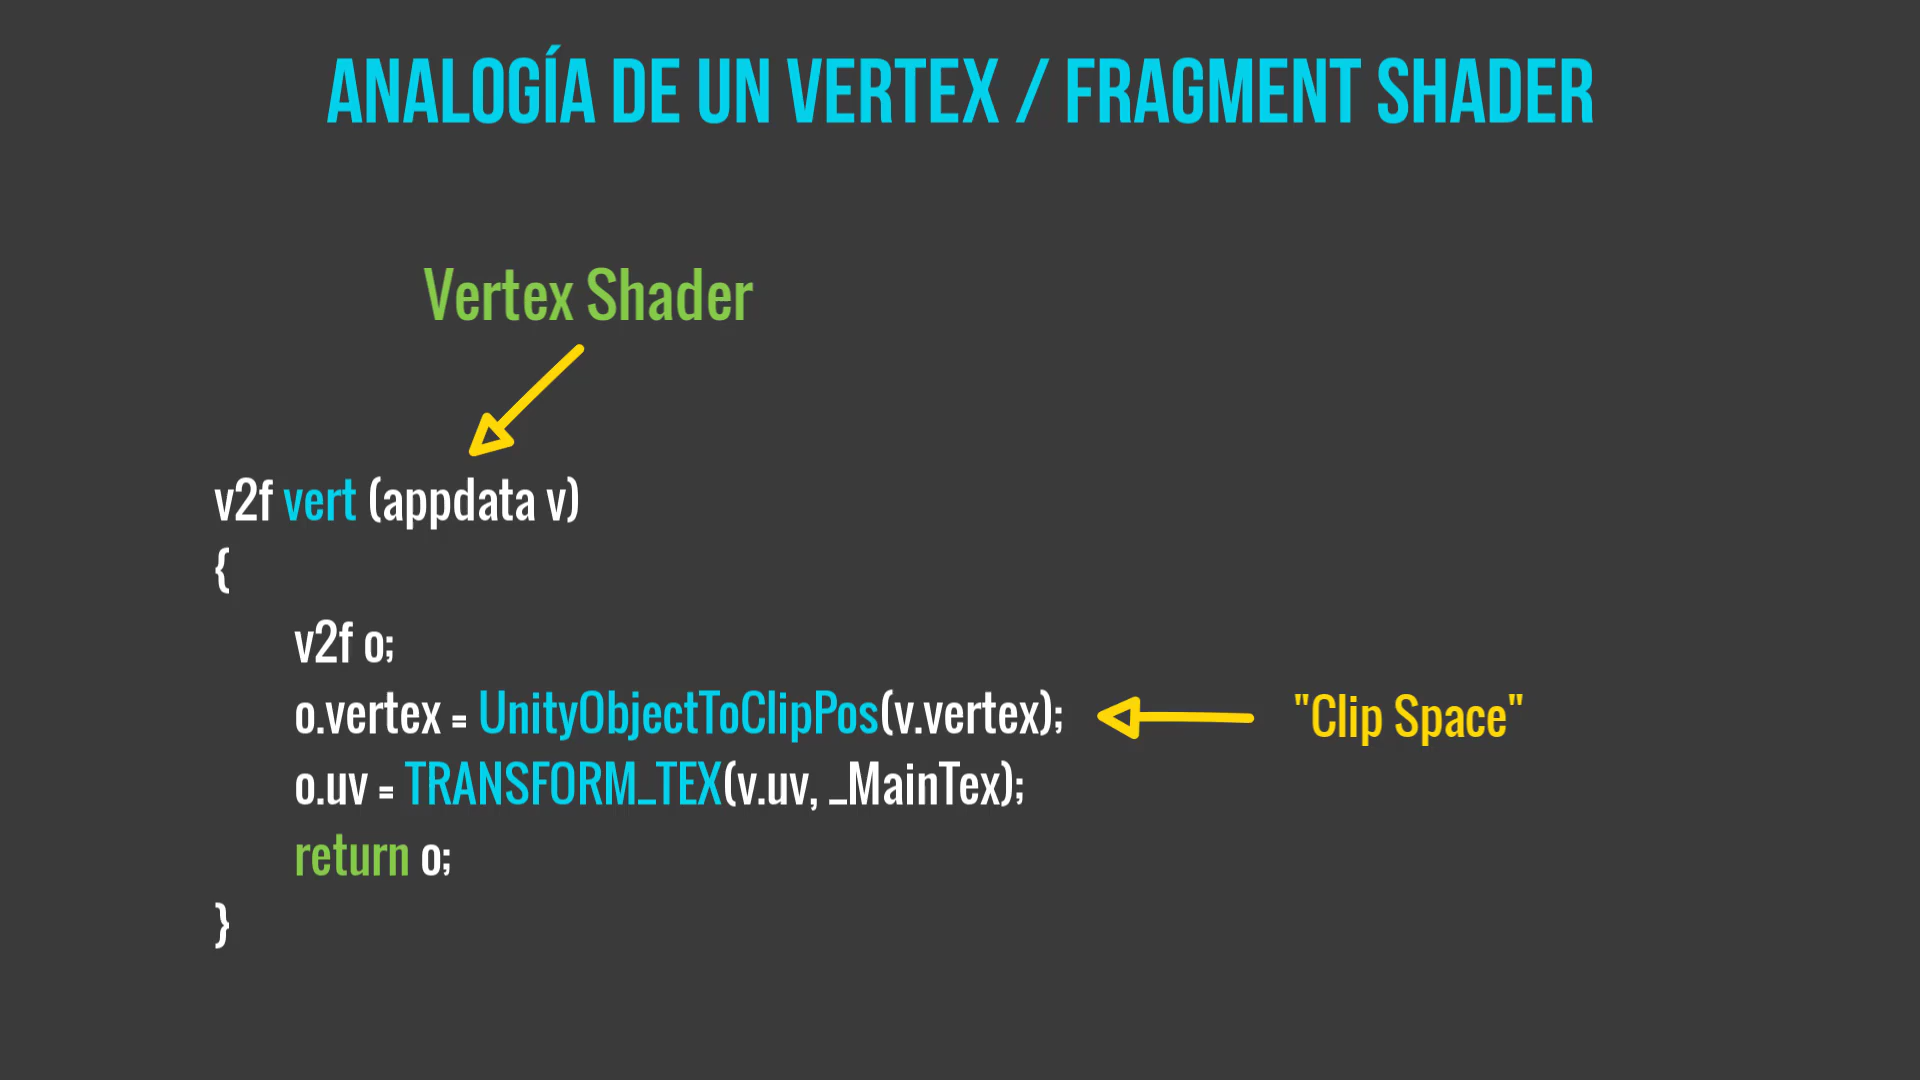 ANALOGÍA DE UN VERTEX / FRAGMENT SHADER
Vertex Shader
v2f vert (appdata v)
{
v2f o;
o.vertex = UnityObjectToClipPos(v.vertex);
"Clip Space"
o.uv = TRANSFORM_TEX(v.uv, _MainTex);
return o;
}